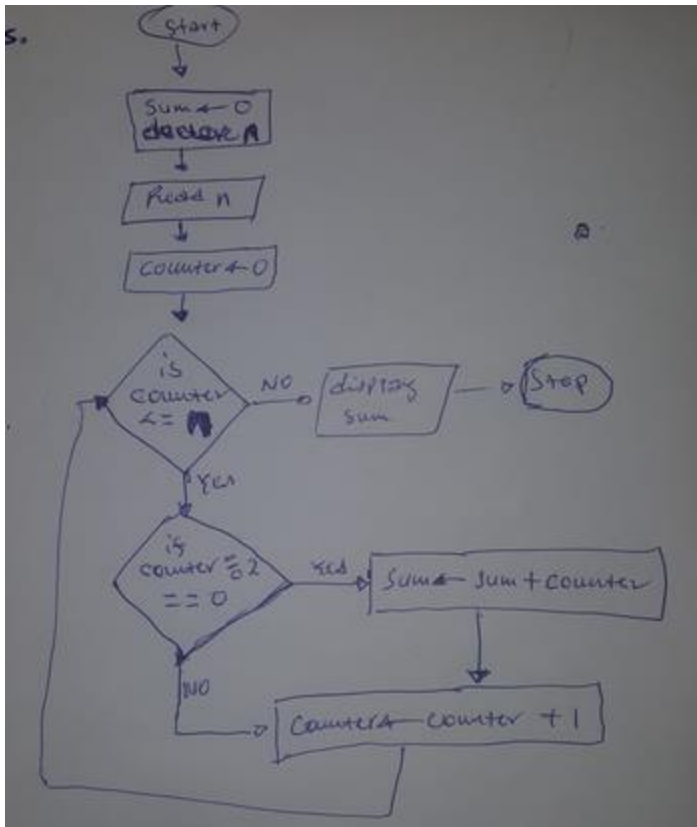 5.
Start
Sum ← 0
declare n
Read n
Counter ← 0
is
counter
<= n
NO
display
sum
Stop
Yes
is
counter % 2
== 0
Yes
Sum ← Sum + counter
NO
Counter ← counter + 1